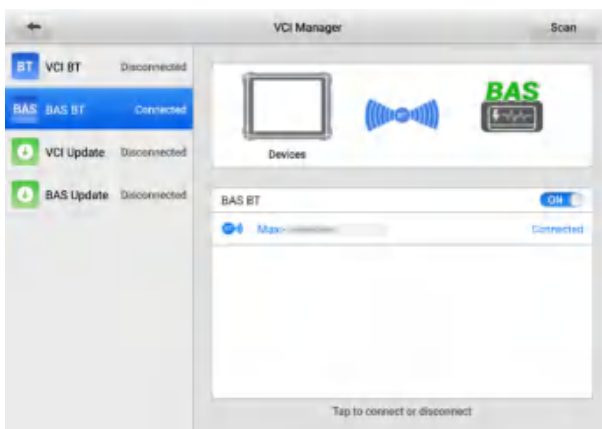 VCI Manager
Scan
BT VCI BT Disconnected
BAS BAS BT Connected
VCI Update Disconnected
BAS Update Disconnected
BAS
Devices
BAS BT ON
Connected
Tap to connect or disconnect